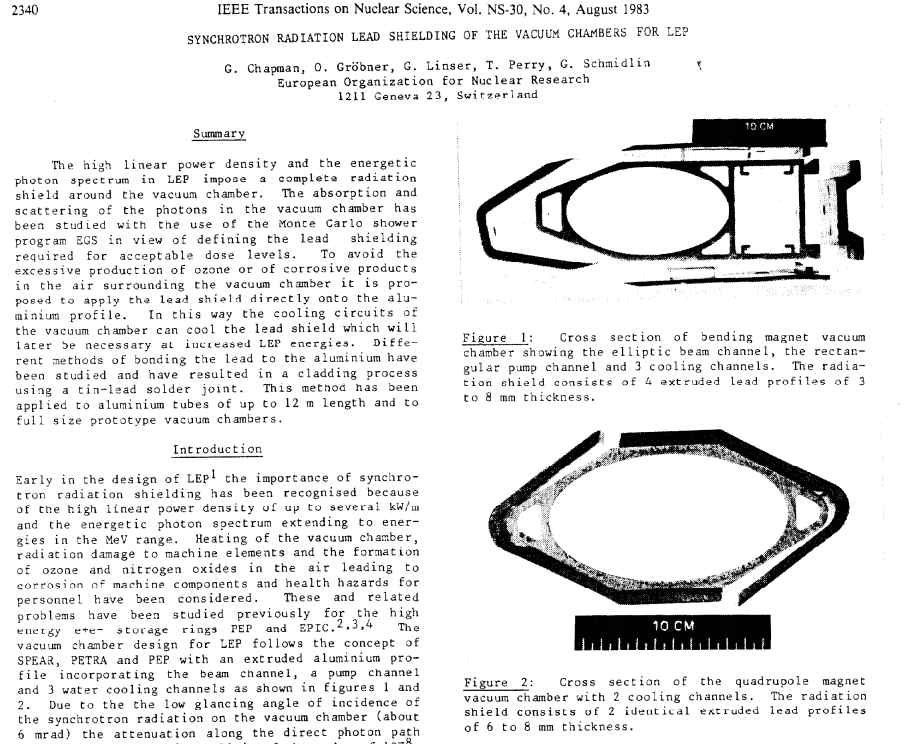 2340
IEEE Transactions on Nuclear Science, Vol. NS-30, No. 4, August 1983
SYNCHROTRON RADIATION LEAD SHIELDING OF THE VACUUM CHAMBERS FOR LEP
G. Chapman, O. Gröbner, G. Linser, T. Perry, G. Schmidlin
European Organization for Nuclear Research
1211 Geneva 23, Switzerland
Summary
The high linear power density and the energetic
photon spectrum in LEP impose a complete radiation
shield around the vacuum chamber. The absorption and
scattering of the photons in the vacuum chamber has
been studied with the use of the Monte Carlo shower
program EGS in view of defining the lead shielding
required for acceptable dose levels. To avoid the
excessive production of ozone or of corrosive products
in the air surrounding the vacuum chamber it is pro-
posed to apply the lead shield directly onto the alu-
minium profile. In this way the cooling circuits of
the vacuum chamber can cool the lead shield which will
later be necessary at increased LEP energies. Diffe-
rent methods of bonding the lead to the aluminium have
been studied and have resulted in a cladding process
using a tin-lead solder joint. This method has been
applied to aluminium tubes of up to 12 m length and to
full size prototype vacuum chambers.
Introduction
Early in the design of LEP1 the importance of synchro-
tron radiation shielding has been recognised because
of the high linear power density of up to several kW/m
and the energetic photon spectrum extending to ener-
gies in the MeV range. Heating of the vacuum chamber,
radiation damage to machine elements and the formation
of ozone and nitrogen oxides in the air leading to
corrosion of machine components and health hazards for
personnel have been considered. These and related
problems have been studied previously for the high
energy e+e- storage rings PEP and EPIC.2,3,4 The
vacuum chamber design for LEP follows the concept of
SPEAR, PETRA and PEP with an extruded aluminium pro-
file incorporating the beam channel, a pump channel
and 3 water cooling channels as shown in figures 1 and
2. Due to the the low glancing angle of incidence of
the synchrotron radiation on the vacuum chamber (about
6 mrad) the attenuation along the direct photon path
10 CM
Figure 1: Cross section of bending magnet vacuum
chamber showing the elliptic beam channel, the rectan-
gular pump channel and 3 cooling channels. The radia-
tion shield consists of 4 extruded lead profiles of 3
to 8 mm thickness.
10 CM
Figure 2: Cross section of the quadrupole magnet
vacuum chamber with 2 cooling channels. The radiation
shield consists of 2 identical extruded lead profiles
of 6 to 8 mm thickness.